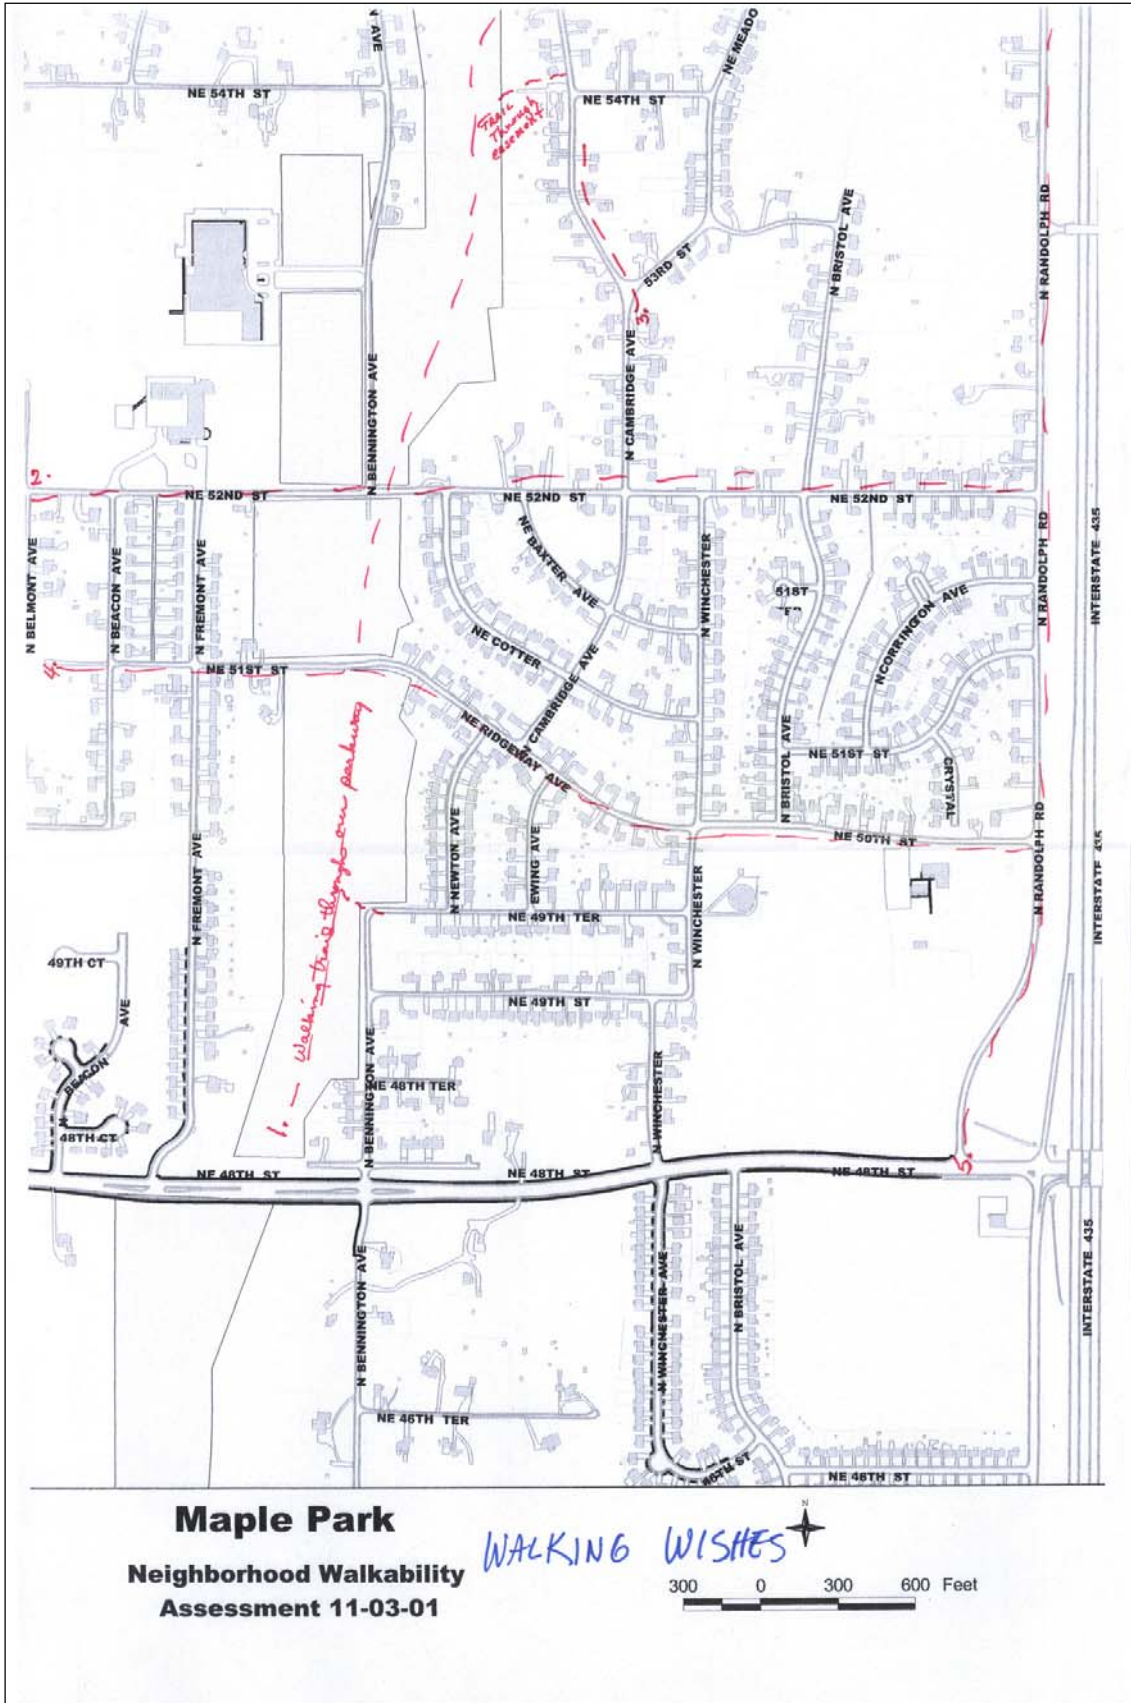 N AVE
NE MEADO
NE 54TH ST
NE 54TH ST
TRAIL
Through
easement
N RANDOLPH RD
N BRISTOL AVE
53RD ST
3.
N BENNINGTON AVE
N CAMBRIDGE AVE
2.
NE 52ND ST
NE 52ND ST
NE 52ND ST
N BELMONT AVE
N BEACON AVE
N FREMONT AVE
NE BAXTER AVE
N WINCHESTER
51ST
TER
N CORRINGTON AVE
N RANDOLPH RD
INTERSTATE 435
4.
NE 51ST ST
NE COTTER
N CAMBRIDGE AVE
NE RIDGEWAY AVE
N BRISTOL AVE
NE 51ST ST
CRYSTAL
NE 50TH ST
N RANDOLPH RD
INTERSTATE 435
N FREMONT AVE
1. — Walking trail through our parkway
N NEWTON AVE
EWING AVE
NE 49TH TER
N WINCHESTER
49TH CT
NE 49TH ST
N BEACON AVE
48TH CT
N BENNINGTON AVE
NE 48TH TER
N WINCHESTER
5.
NE 48TH ST
NE 48TH ST
NE 48TH ST
N BENNINGTON AVE
N WINCHESTER AVE
N BRISTOL AVE
INTERSTATE 435
NE 46TH TER
46TH ST
NE 46TH ST
Maple Park
WALKING WISHES
N
Neighborhood Walkability
Assessment 11-03-01
300 0 300 600 Feet